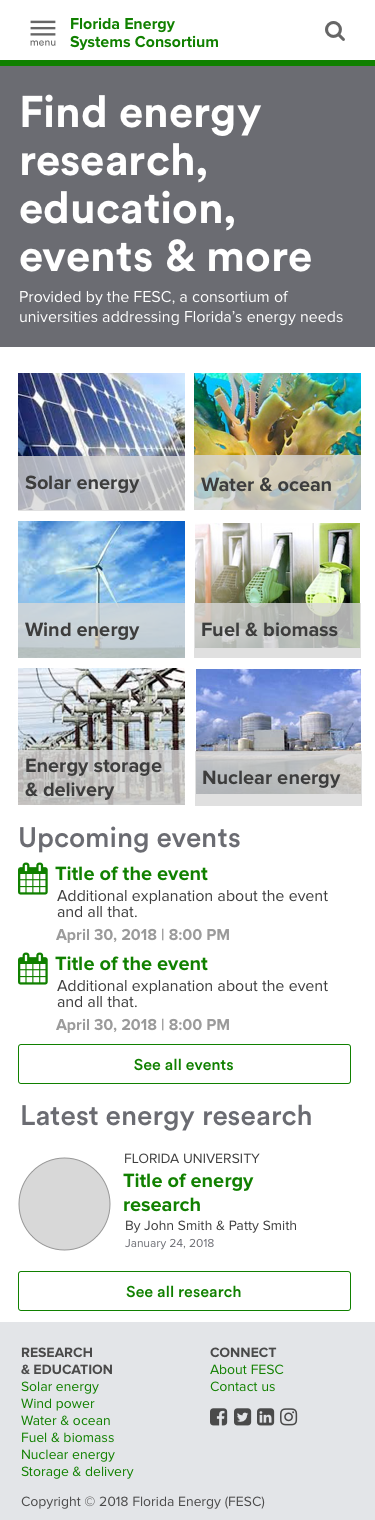 menu
Florida Energy
Systems Consortium
Find energy
research,
education,
events & more
Provided by the FESC, a consortium of
universities addressing Florida's energy needs
Solar energy
Water & ocean
Wind energy
Fuel & biomass
Energy storage
& delivery
Nuclear energy
Upcoming events
Title of the event
Additional explanation about the event
and all that.
April 30, 2018 | 8:00 PM
Title of the event
Additional explanation about the event
and all that.
April 30, 2018 | 8:00 PM
See all events
Latest energy research
FLORIDA UNIVERSITY
Title of energy
research
By John Smith & Patty Smith
January 24, 2018
See all research
RESEARCH
& EDUCATION
Solar energy
Wind power
Water & ocean
Fuel & biomass
Nuclear energy
Storage & delivery
CONNECT
About FESC
Contact us
Copyright © 2018 Florida Energy (FESC)